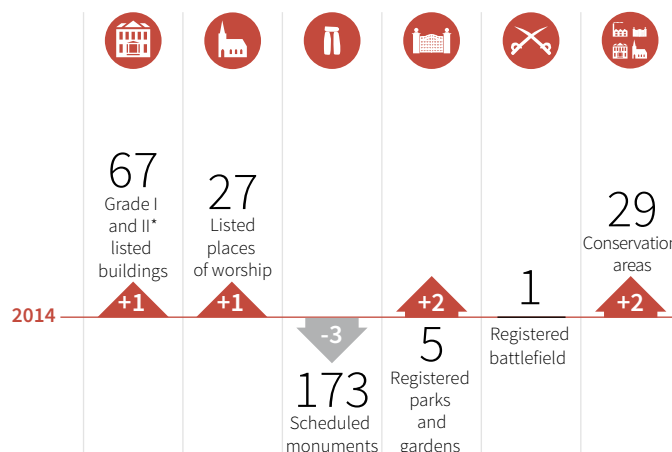 67
Grade I
and II*
listed
buildings
+1
27
Listed
places
of worship
+1
2014
-3
173
Scheduled
monuments
+2
5
Registered
parks
and
gardens
1
Registered
battlefield
29
Conservation
areas
+2